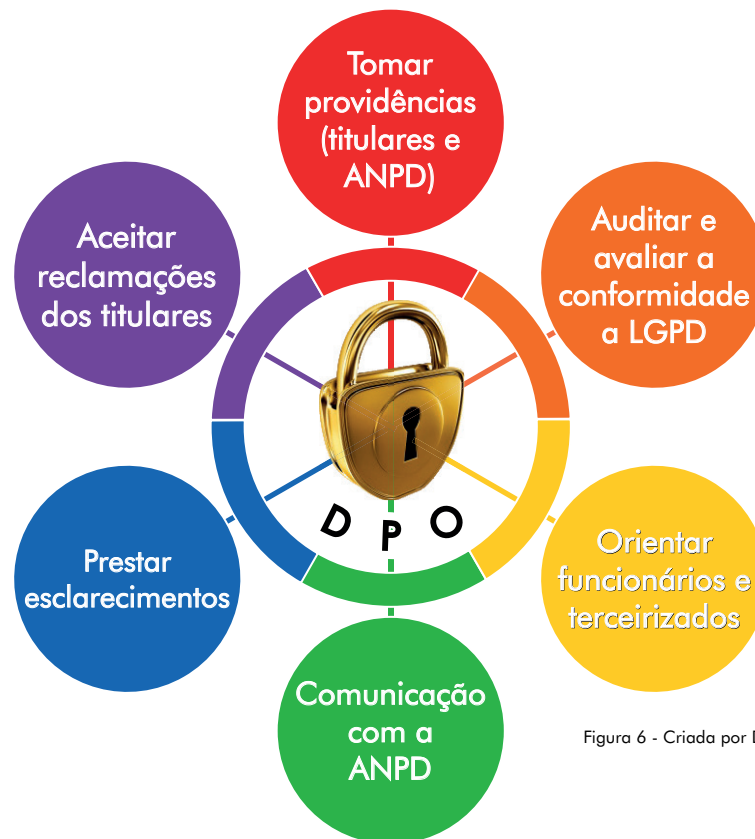 Tomar
providências
(titulares e
ANPD)
Auditar e
avaliar a
conformidade
a LGPD
Orientar
funcionários e
terceirizados
Comunicação
com a
ANPD
Prestar
esclarecimentos
Aceitar
reclamações
dos titulares
D P O
Figura 6 - Criada por